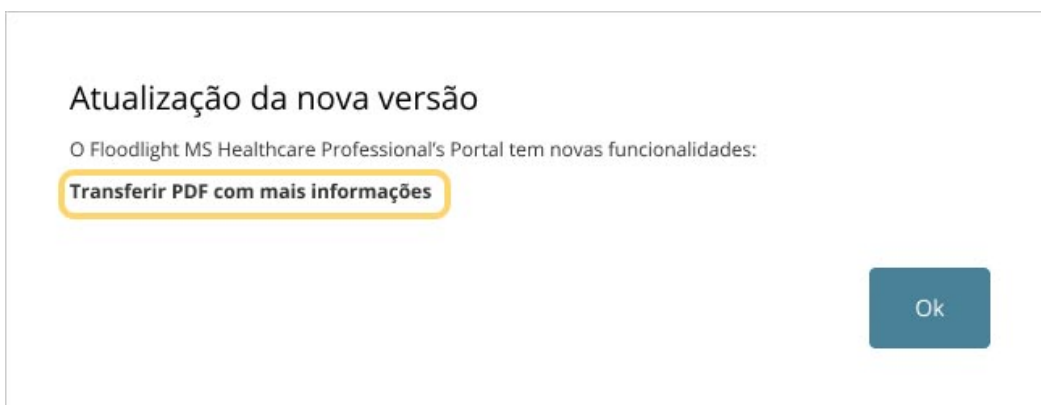 Atualização da nova versão
O Floodlight MS Healthcare Professional’s Portal tem novas funcionalidades:
Transferir PDF com mais informações
Ok